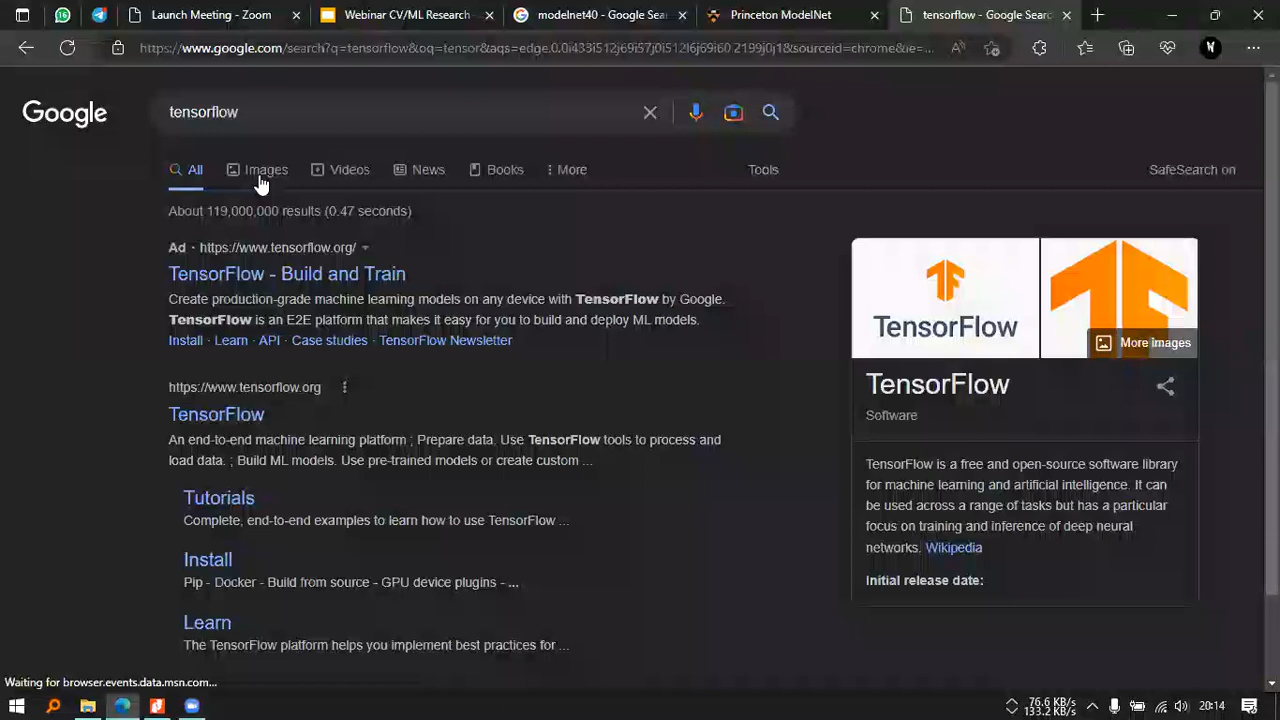 Launch Meeting - Zoom
Webinar CV/ML Research
modelnet40 - Google Sea
Princeton ModelNet
tensorflow - Google Searc
https://www.google.com/search?q=tensorflow&oq=tensor&aqs=edge.0.0i433i512j69i57j0i512l6j69i60.2199j0j1&sourceid=chrome&ie=...
Google
tensorflow
All
Images
Videos
News
Books
More
Tools
SafeSearch on
About 119,000,000 results (0.47 seconds)
Ad · https://www.tensorflow.org/
TensorFlow - Build and Train
Create production-grade machine learning models on any device with TensorFlow by Google.
TensorFlow is an E2E platform that makes it easy for you to build and deploy ML models.
Install · Learn · API · Case studies · TensorFlow Newsletter
https://www.tensorflow.org
TensorFlow
An end-to-end machine learning platform ; Prepare data. Use TensorFlow tools to process and
load data. ; Build ML models. Use pre-trained models or create custom ...
Tutorials
Complete, end-to-end examples to learn how to use TensorFlow ...
Install
Pip - Docker - Build from source - GPU device plugins - ...
Learn
The TensorFlow platform helps you implement best practices for ...
TensorFlow
More images
TensorFlow
Software
TensorFlow is a free and open-source software library
for machine learning and artificial intelligence. It can
be used across a range of tasks but has a particular
focus on training and inference of deep neural
networks. Wikipedia
Initial release date:
Waiting for browser.events.data.msn.com...
76.6 KB/s
133.2 KB/s
20:14